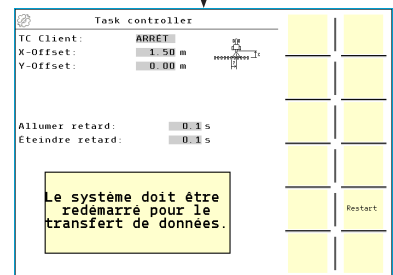 Task controller
TC Client: ARRÊT
X-Offset: 1.50 m
Y-Offset: 0.00 m
Allumer retard: 0.1 s
Éteindre retard: 0.1 s
Le système doit être
redémarré pour le
transfert de données.
Restart